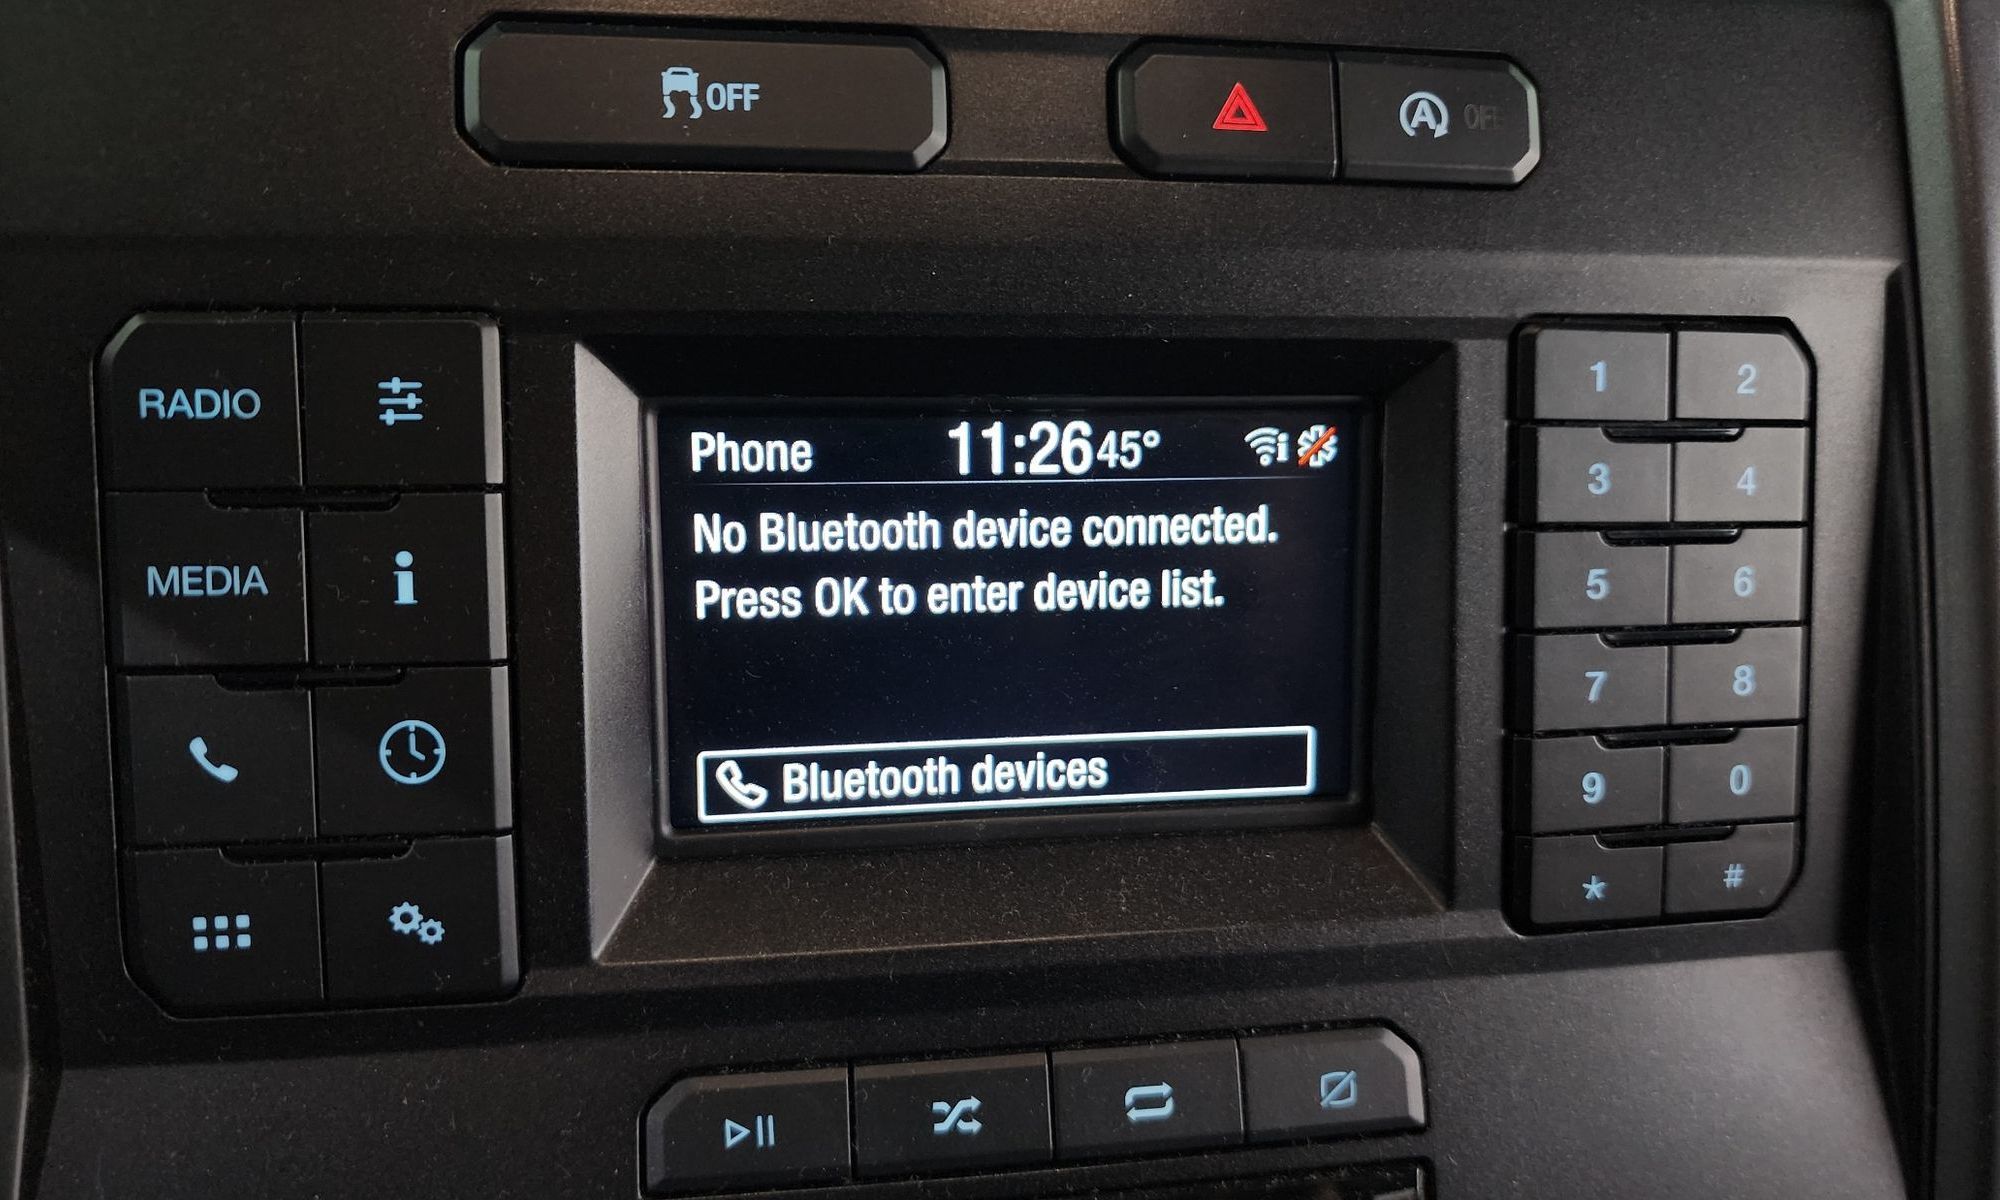 OFF
A OFF
RADIO
MEDIA
i
Phone 11:26 45° i
No Bluetooth device connected.
Press OK to enter device list.
Bluetooth devices
1 2
3 4
5 6
7 8
9 0
* #